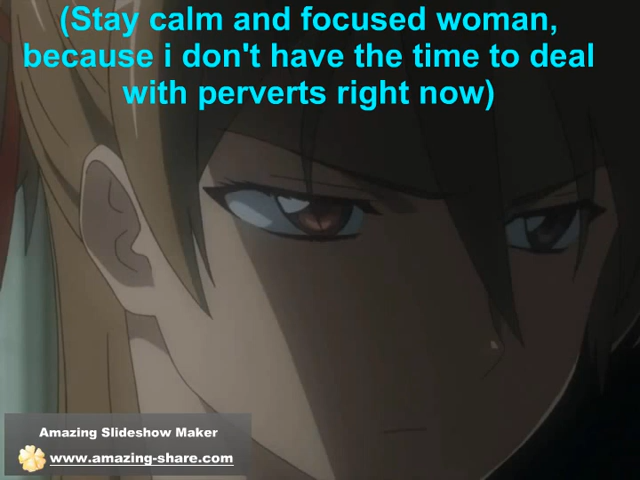 (Stay calm and focused woman,
because i don't have the time to deal
with perverts right now)
Amazing Slideshow Maker
www.amazing-share.com